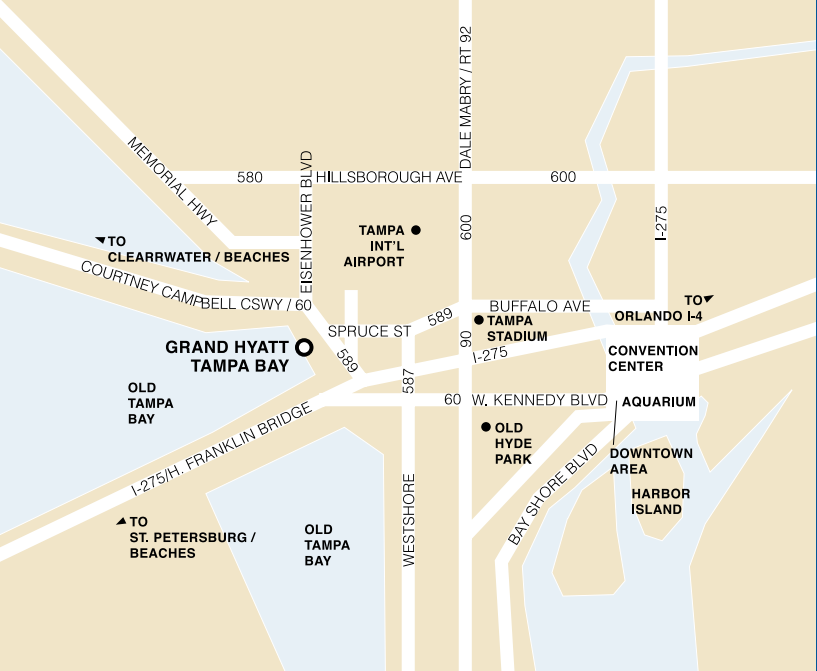 DALE MABRY / RT 92
MEMORIAL HWY
580
HILLSBOROUGH AVE
600
EISENHOWER BLVD
600
I-275
TAMPA
INT'L
AIRPORT
TO
CLEARRWATER / BEACHES
COURTNEY CAMPBELL CSWY / 60
TO
ORLANDO I-4
BUFFALO AVE
589
TAMPA
STADIUM
SPRUCE ST
90
I-275
GRAND HYATT
TAMPA BAY
589
587
CONVENTION
CENTER
OLD
TAMPA
BAY
60
W. KENNEDY BLVD
AQUARIUM
I-275/H. FRANKLIN BRIDGE
OLD
HYDE
PARK
DOWNTOWN
AREA
BAY SHORE BLVD
HARBOR
ISLAND
WESTSHORE
TO
ST. PETERSBURG /
BEACHES
OLD
TAMPA
BAY